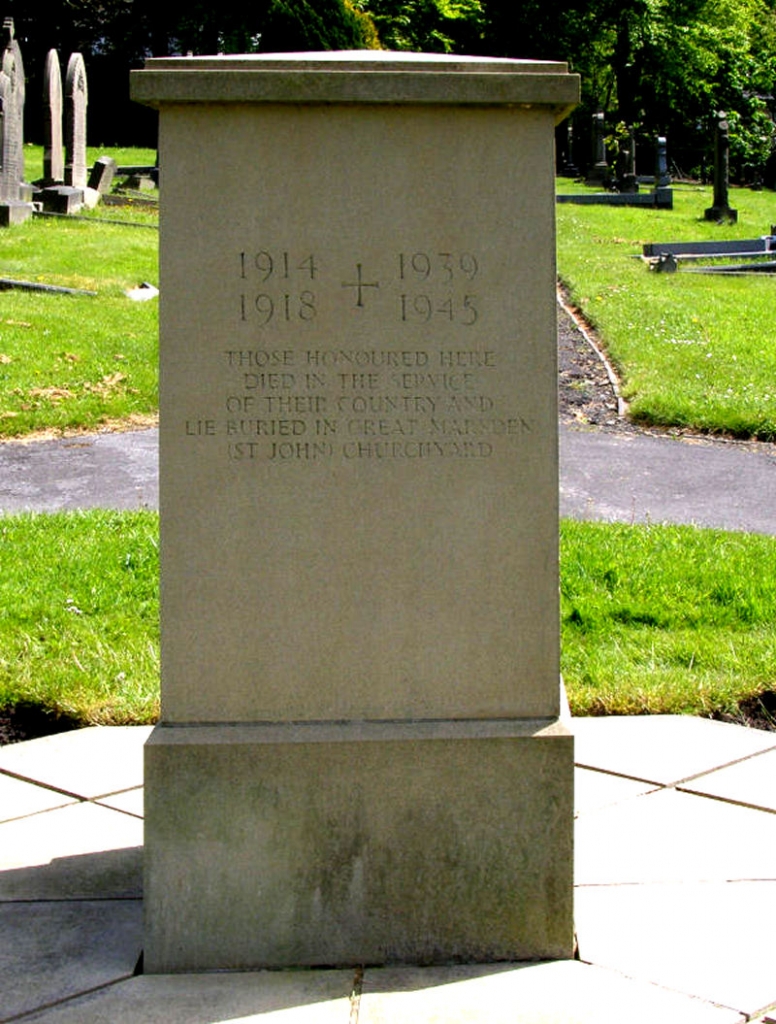 1914 + 1939
1918 1945
THOSE HONOURED HERE
DIED IN THE SERVICE
OF THEIR COUNTRY AND
LIE BURIED IN GREAT MARSDEN
(ST JOHN) CHURCHYARD